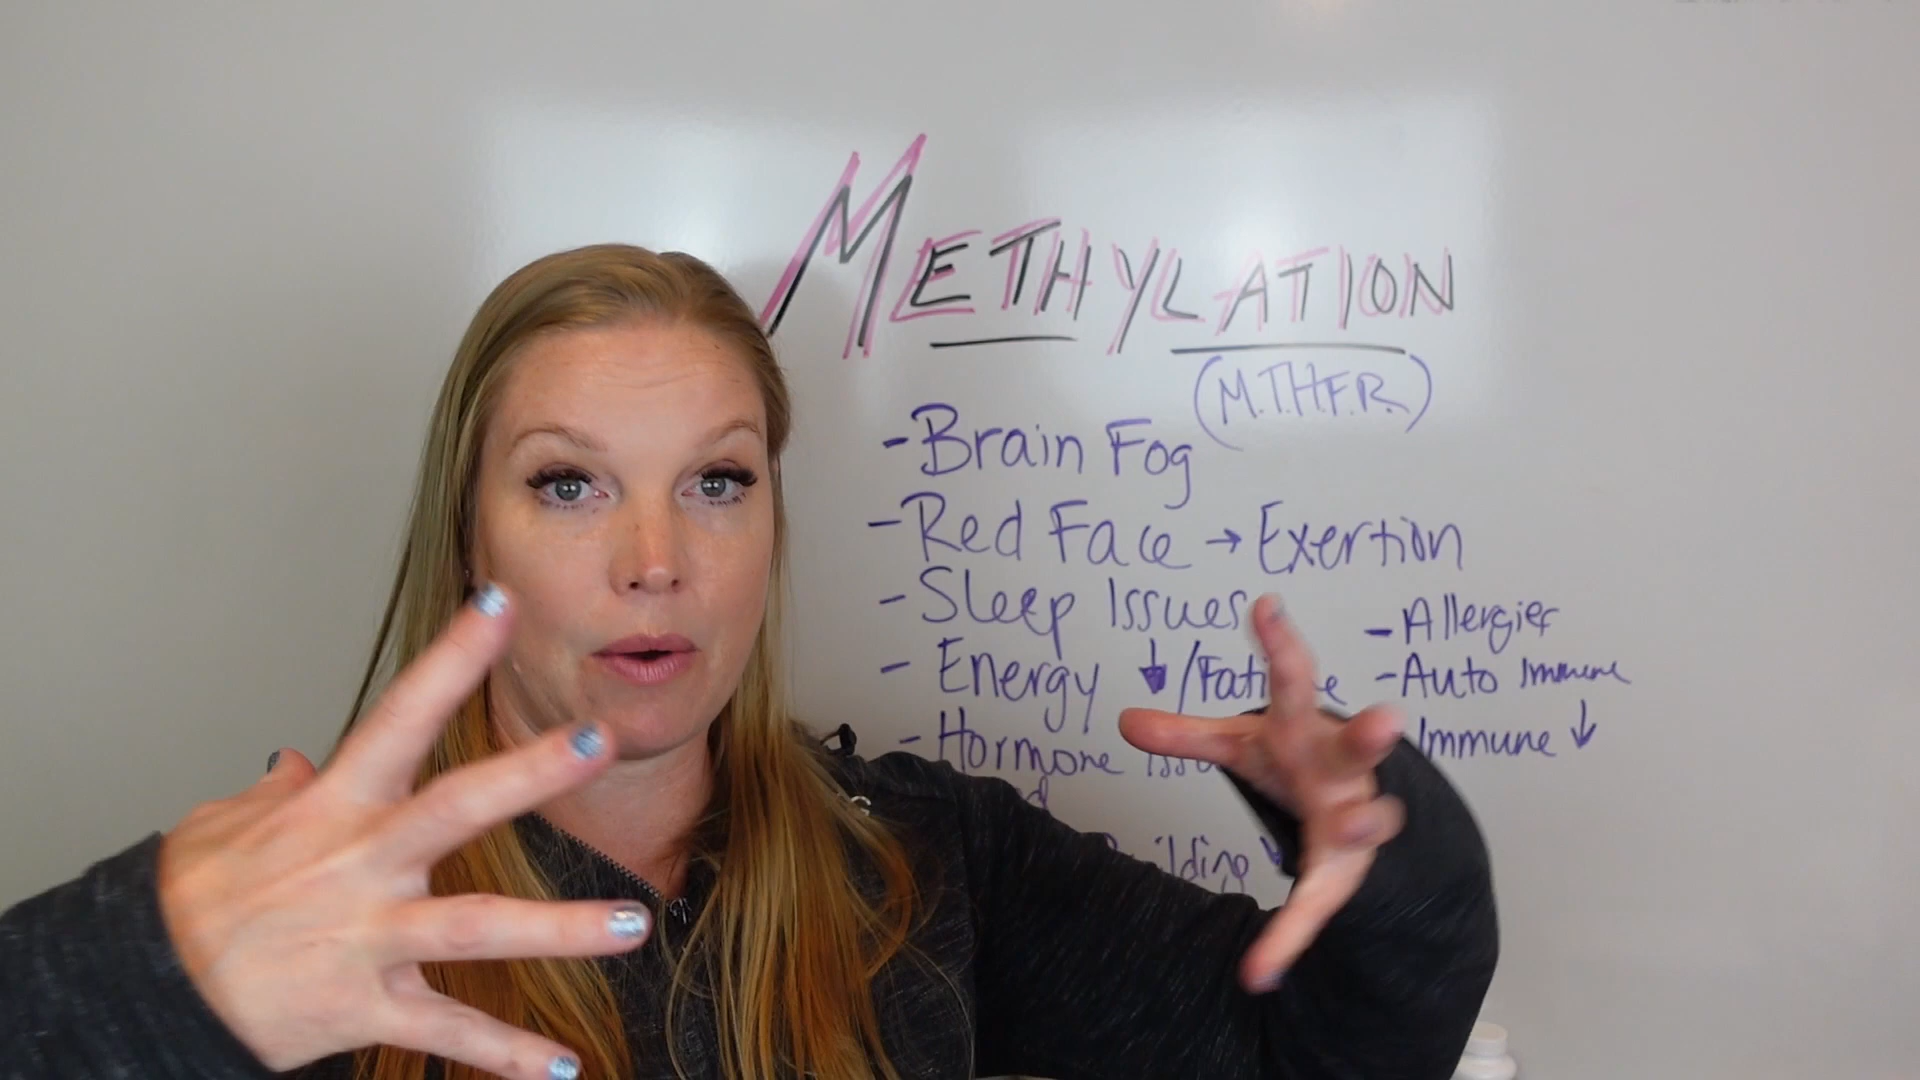 METHYLATION
(M.T.H.F.R.)
- Brain Fog
- Red Face → Exertion
- Sleep Issues
- Energy ↓ /
- Hormone
- Allergies
- Auto Immune
Immune ↓